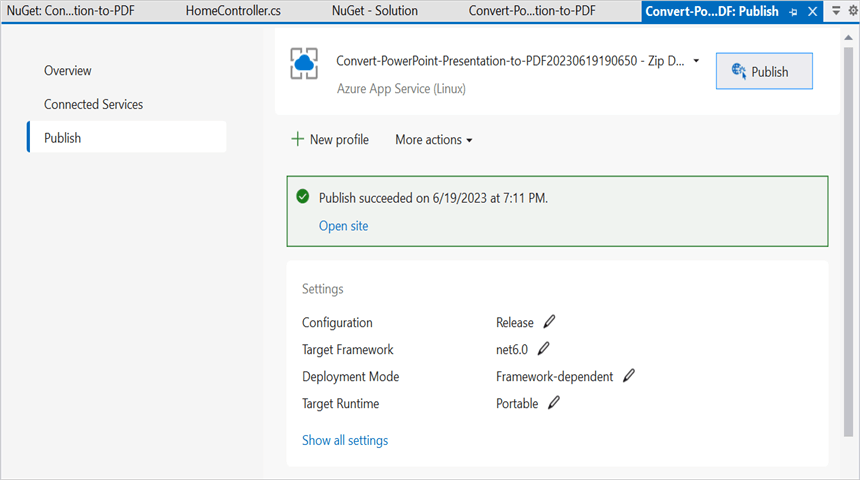 NuGet: Con...tion-to-PDF HomeController.cs NuGet - Solution Convert-Po...tion-to-PDF Convert-Po...DF: Publish
Overview
Connected Services
Publish
Convert-PowerPoint-Presentation-to-PDF20230619190650 - Zip D...
Azure App Service (Linux)
Publish
New profile More actions
Publish succeeded on 6/19/2023 at 7:11 PM.
Open site
Settings
Configuration Release
Target Framework net6.0
Deployment Mode Framework-dependent
Target Runtime Portable
Show all settings